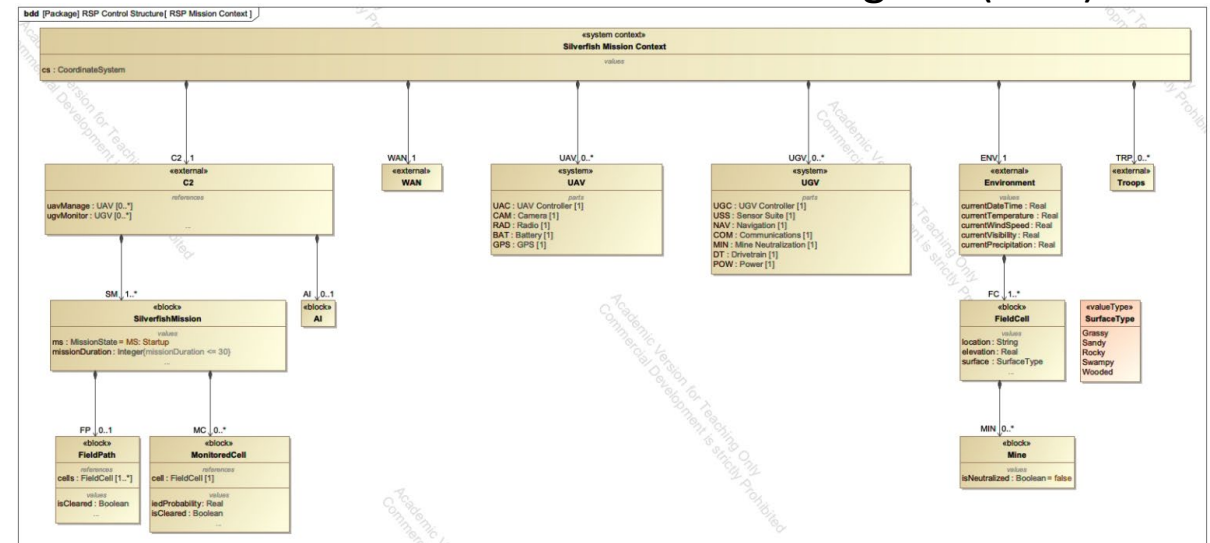 bdd [Package] RSP Control Structure[ RSP Mission Context ]
«system context»
Silverfish Mission Context
values
cs : CoordinateSystem
C2 1
«external»
C2
references
uavManage : UAV [0..*]
ugvMonitor : UGV [0..*]
...
WAN 1
«external»
WAN
UAV 0..*
«system»
UAV
parts
UAC : UAV Controller [1]
CAM : Camera [1]
RAD : Radio [1]
BAT : Battery [1]
GPS : GPS [1]
UGV 0..*
«system»
UGV
parts
UGC : UGV Controller [1]
USS : Sensor Suite [1]
NAV : Navigation [1]
COM : Communications [1]
MIN : Mine Neutralization [1]
DT : Drivetrain [1]
POW : Power [1]
ENV 1
«external»
Environment
values
currentDateTime : Real
currentTemperature : Real
currentWindSpeed : Real
currentVisibility : Real
currentPrecipitation : Real
TRP 0..*
«external»
Troops
SM 1..*
«block»
SilverfishMission
values
ms : MissionState = MS: Startup
missionDuration : Integer{missionDuration <= 30}
...
AI 0..1
«block»
AI
FC 1..*
«block»
FieldCell
values
location : String
elevation : Real
surface : SurfaceType
...
«valueType»
SurfaceType
Grassy
Sandy
Rocky
Swampy
Wooded
FP 0..1
«block»
FieldPath
references
cells : FieldCell [1..*]
values
isCleared : Boolean
...
MC 0..*
«block»
MonitoredCell
references
cell : FieldCell [1]
values
iedProbability : Real
isCleared : Boolean
...
MIN 0..*
«block»
Mine
values
isNeutralized : Boolean = false
Academic Version for Teaching Only
Commercial Development is strictly Prohibited